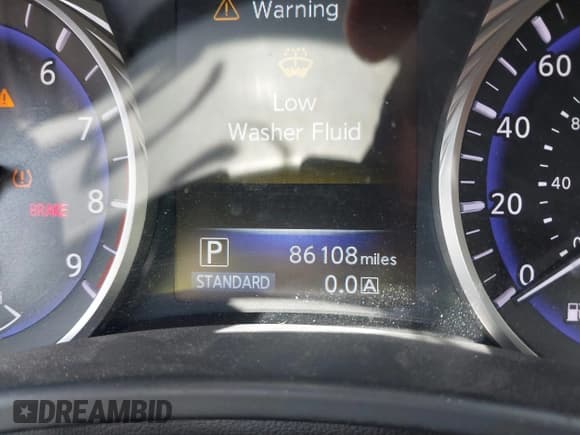 Warning
Low
Washer Fluid
6
7
8
9
BRAKE
P
86108 miles
STANDARD
0.0 A
60
40
20
0
40
DREAMBID